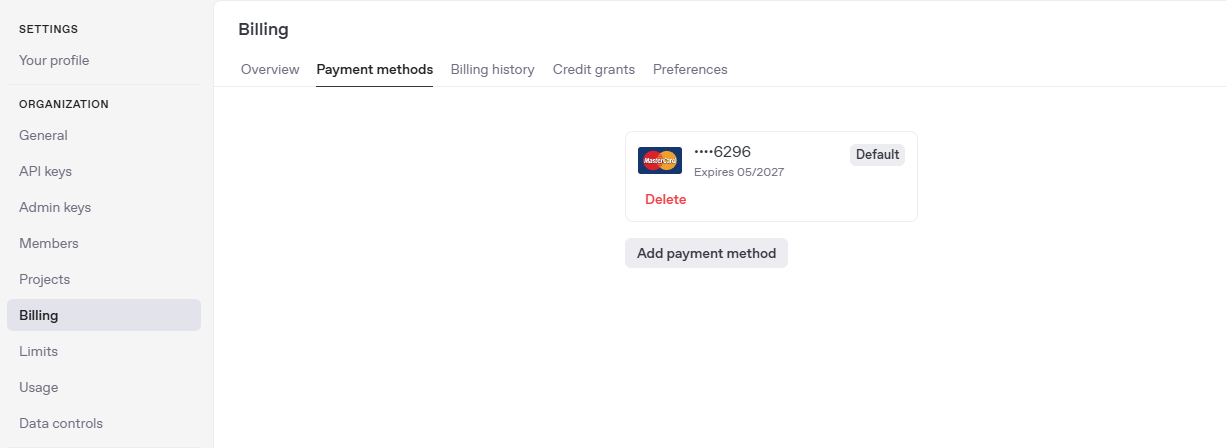 SETTINGS
Your profile
ORGANIZATION
General
API keys
Admin keys
Members
Projects
Billing
Limits
Usage
Data controls
Billing
Overview Payment methods Billing history Credit grants Preferences
MasterCard
••••6296
Default
Expires 05/2027
Delete
Add payment method